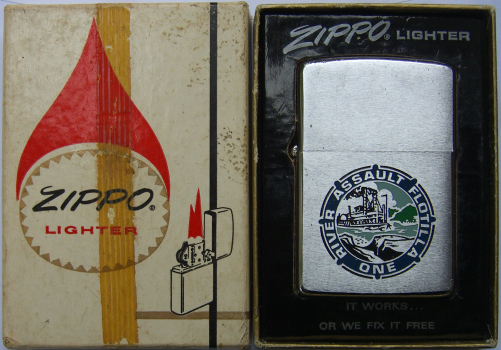 ZIPPO®
LIGHTER
ZIPPO® LIGHTER
RIVER ASSAULT FLOTILLA
ONE
IT WORKS...
OR WE FIX IT FREE